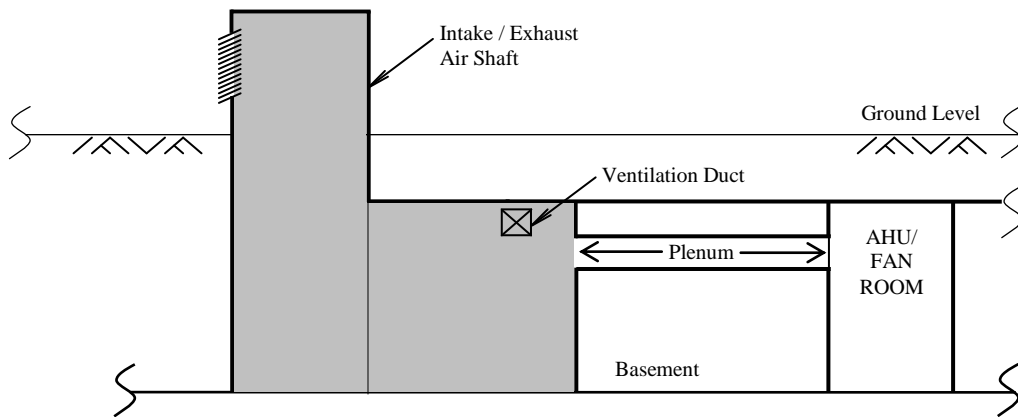 Intake / Exhaust
Air Shaft
Ground Level
Ventilation Duct
Plenum
AHU/
FAN
ROOM
Basement